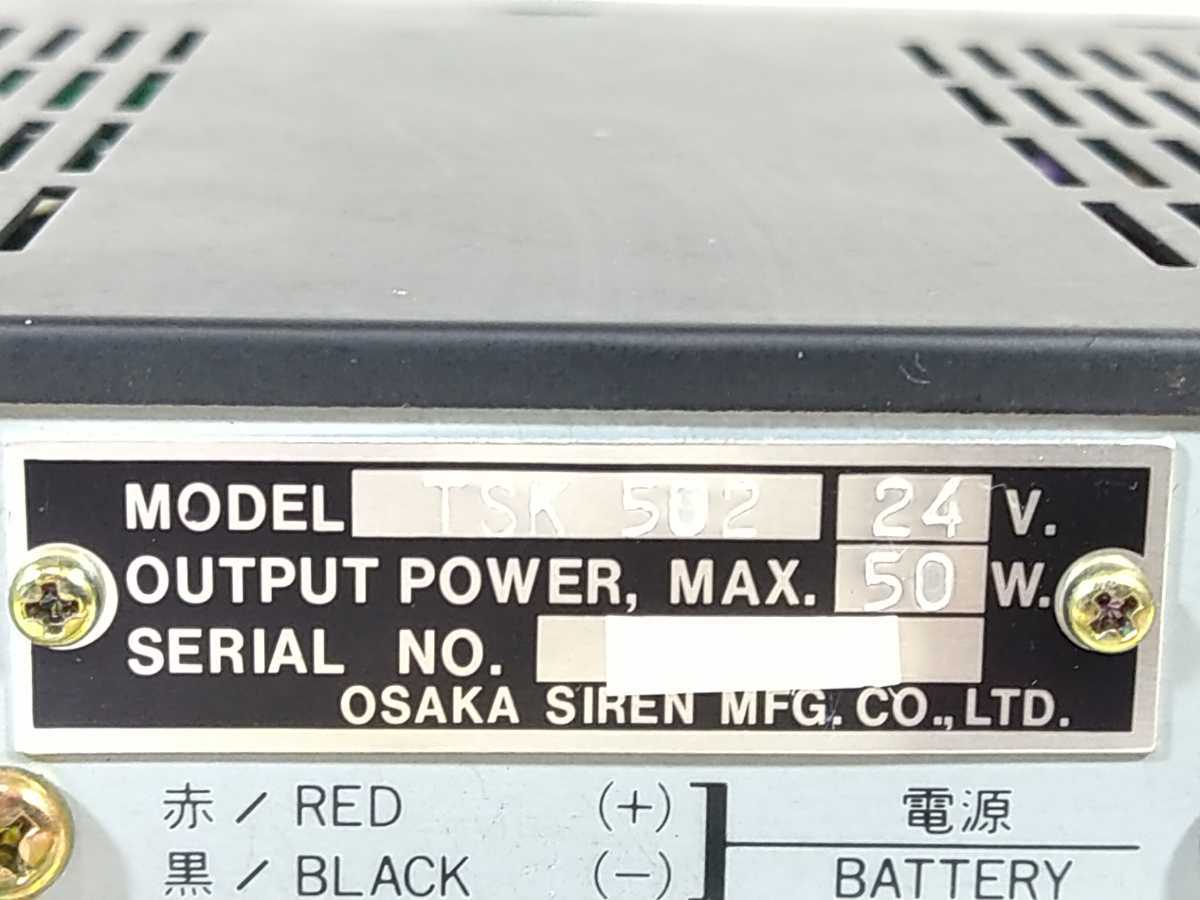 MODEL TSK 502 24 V.
OUTPUT POWER, MAX. 50 W.
SERIAL NO.
OSAKA SIREN MFG. CO., LTD.
赤 / RED (+) 電源
黒 / BLACK (−) BATTERY